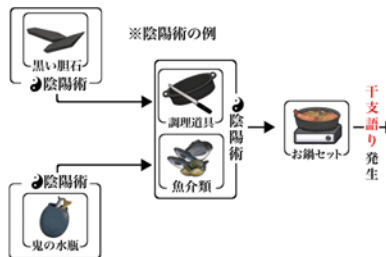 ※陰陽術の例
黒い胆石
陰陽術
調理道具
魚介類
陰陽術
お鍋セット
干支語り発生
陰陽術
鬼の水瓶